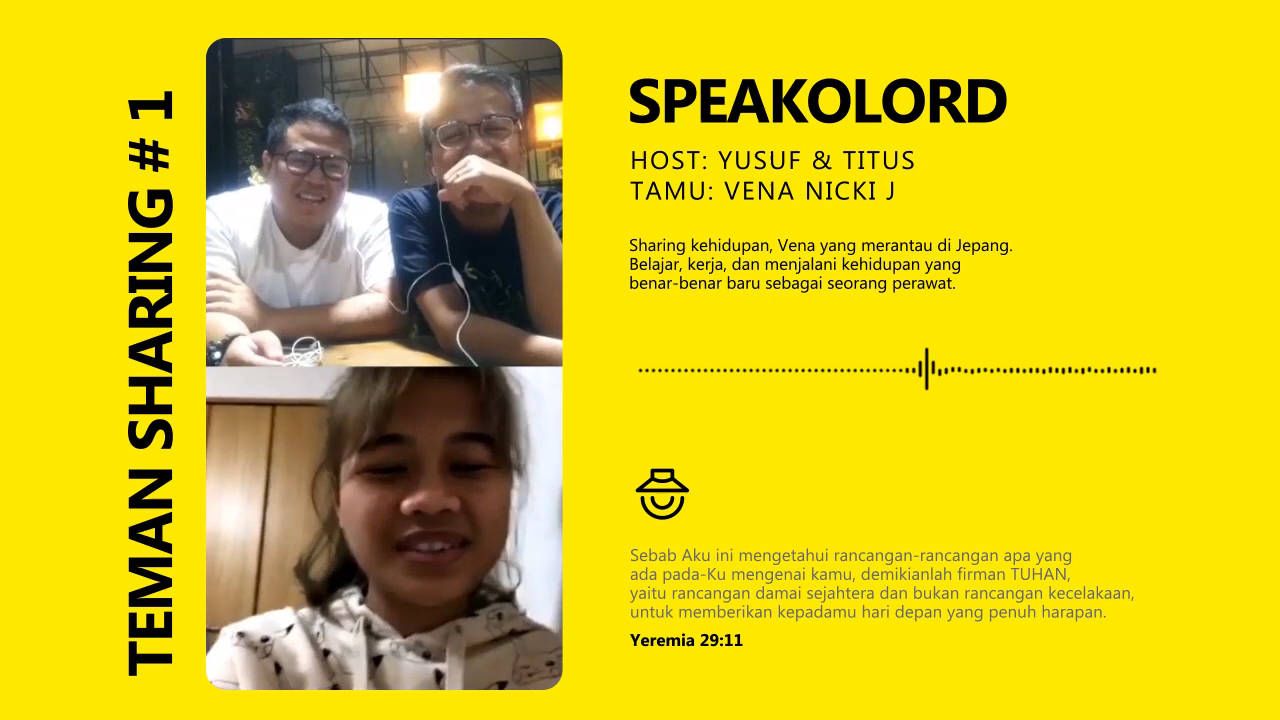 TEMAN SHARING # 1
SPEAKOLORD
HOST: YUSUF & TITUS
TAMU: VENA NICKI J
Sharing kehidupan, Vena yang merantau di Jepang.
Belajar, kerja, dan menjalani kehidupan yang
benar-benar baru sebagai seorang perawat.
Sebab Aku ini mengetahui rancangan-rancangan apa yang
ada pada-Ku mengenai kamu, demikianlah firman TUHAN,
yaitu rancangan damai sejahtera dan bukan rancangan kecelakaan,
untuk memberikan kepadamu hari depan yang penuh harapan.
Yeremia 29:11